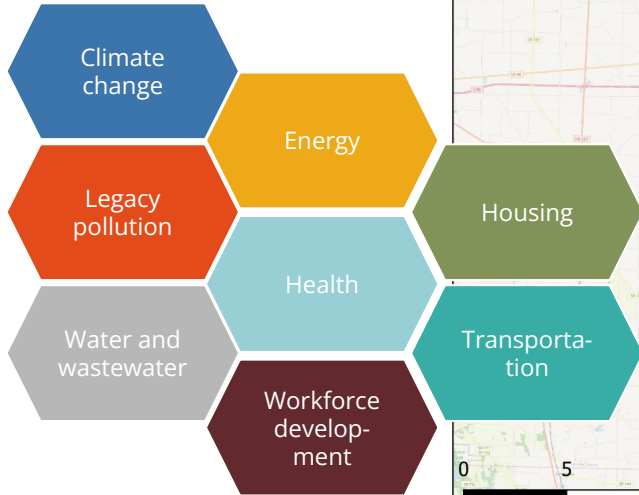 Climate
change
Energy
Legacy
pollution
Housing
Health
Water and
wastewater
Transporta-
tion
Workforce
develop-
ment
0
5